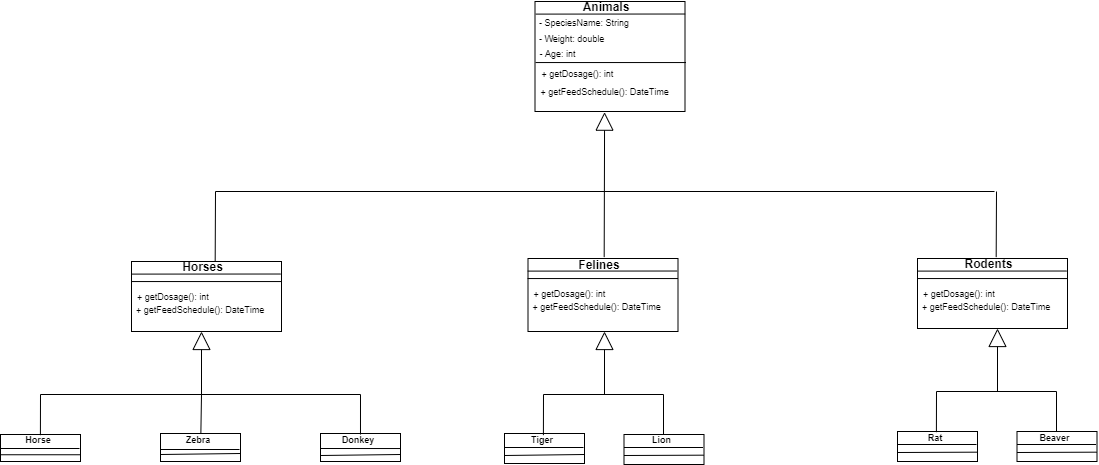 Animals
- SpeciesName: String
- Weight: double
- Age: int
+ getDosage(): int
+ getFeedSchedule(): DateTime
Horses
+ getDosage(): int
+ getFeedSchedule(): DateTime
Felines
+ getDosage(): int
+ getFeedSchedule(): DateTime
Rodents
+ getDosage(): int
+ getFeedSchedule(): DateTime
Horse
Zebra
Donkey
Tiger
Lion
Rat
Beaver